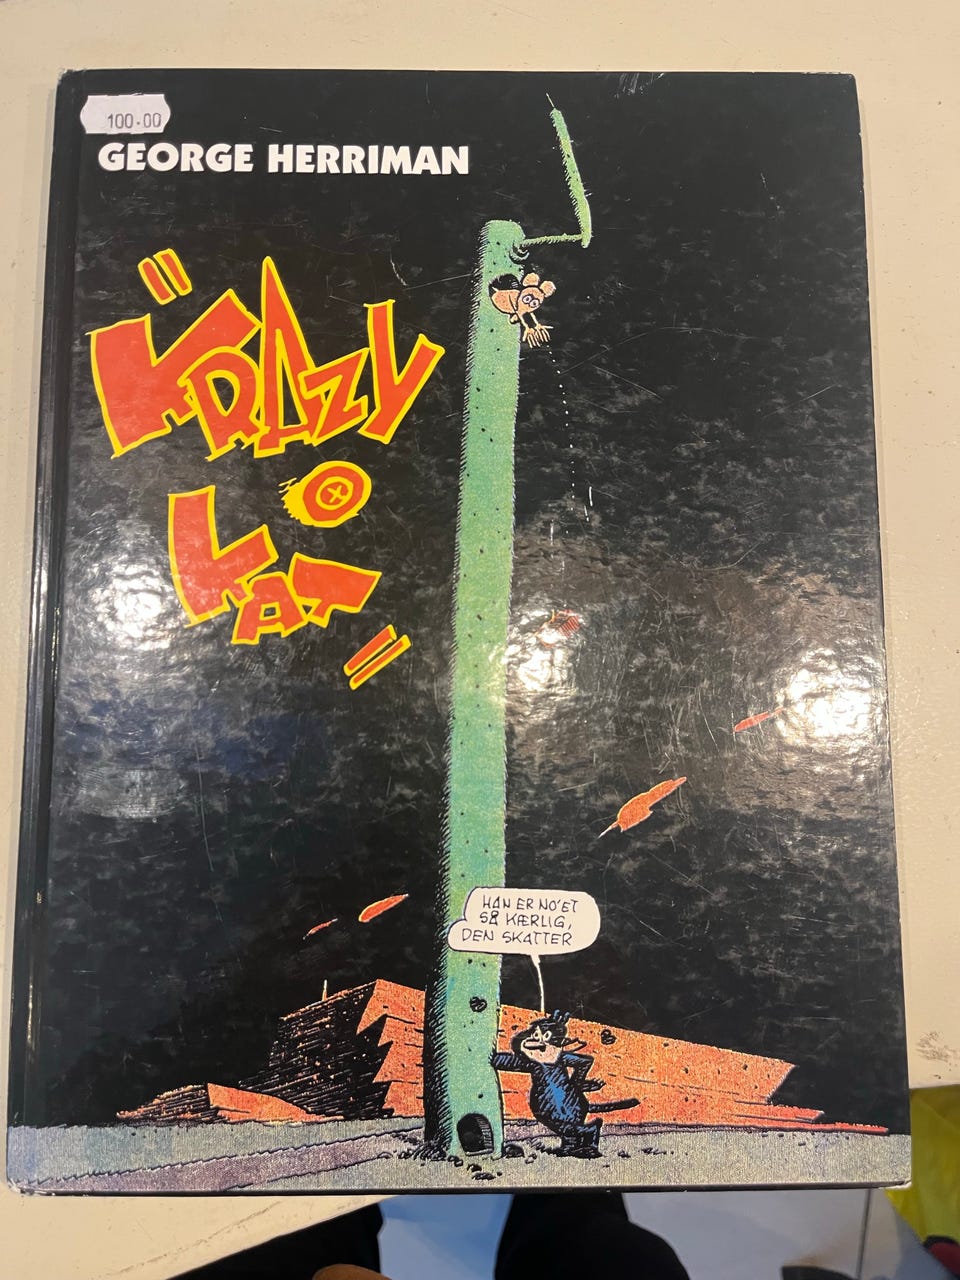 100.00
GEORGE HERRIMAN
"KRAZY
KAT"
HAN ER NO'ET
SÅ KÆRLIG,
DEN SKATTER